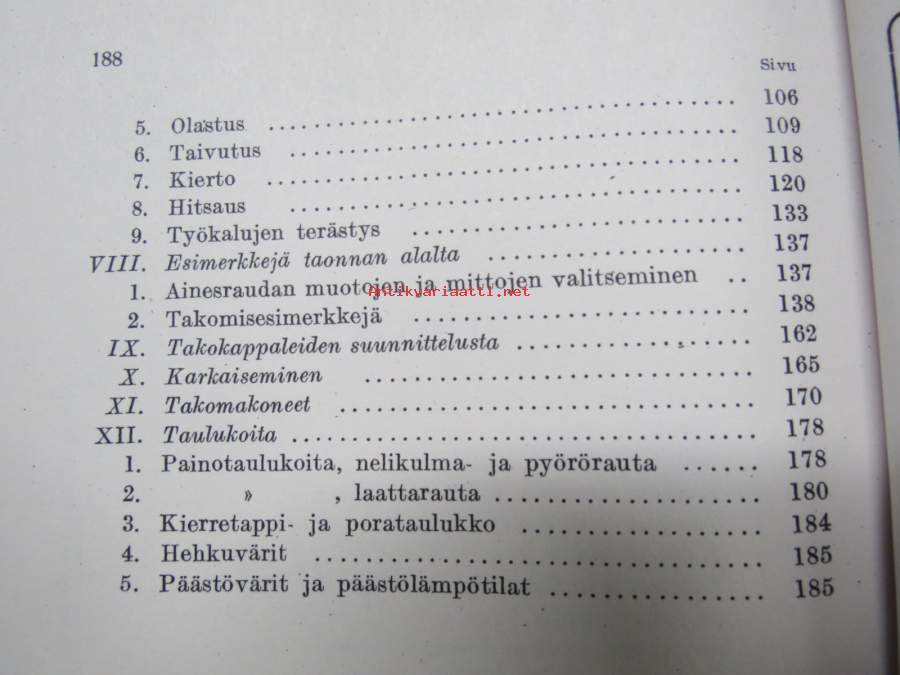 188
Sivu
5. Olastus ........................................ 106
6. Taivutus ........................................ 109
7. Kierto ........................................ 118
8. Hitsaus ........................................ 120
9. Työkalujen terästys ........................................ 133
VIII. Esimerkkejä taonnan alalta ........................................ 137
1. Ainesraudan muotojen ja mittojen valitseminen .. 137
Antikvariaatti.net
2. Takomisesimerkkejä ........................................ 138
IX. Takokappaleiden suunnittelusta ........................................ 162
X. Karkaiseminen ........................................ 165
XI. Takomakoneet ........................................ 170
XII. Taulukoita ........................................ 178
1. Painotaulukoita, nelikulma- ja pyörörauta ...... 178
2. » , laattarauta ........................................ 180
3. Kierretappi- ja porataulukko ........................................ 184
4. Hehkuvärit ........................................ 185
5. Päästövärit ja päästölämpötilat ........................................ 185